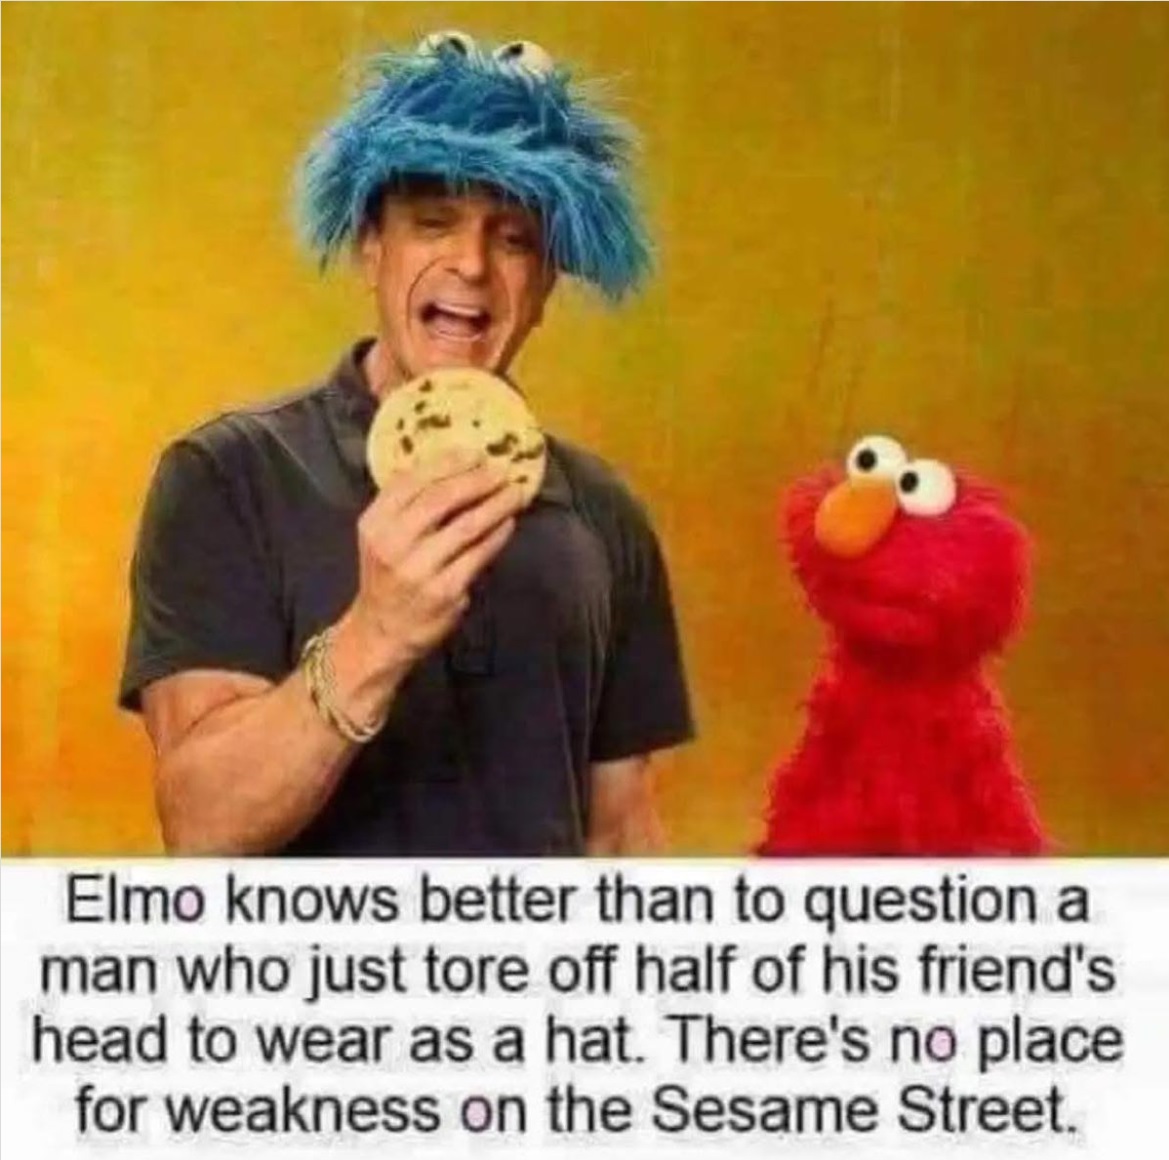 Elmo knows better than to question a
man who just tore off half of his friend's
head to wear as a hat. There's no place
for weakness on the Sesame Street.